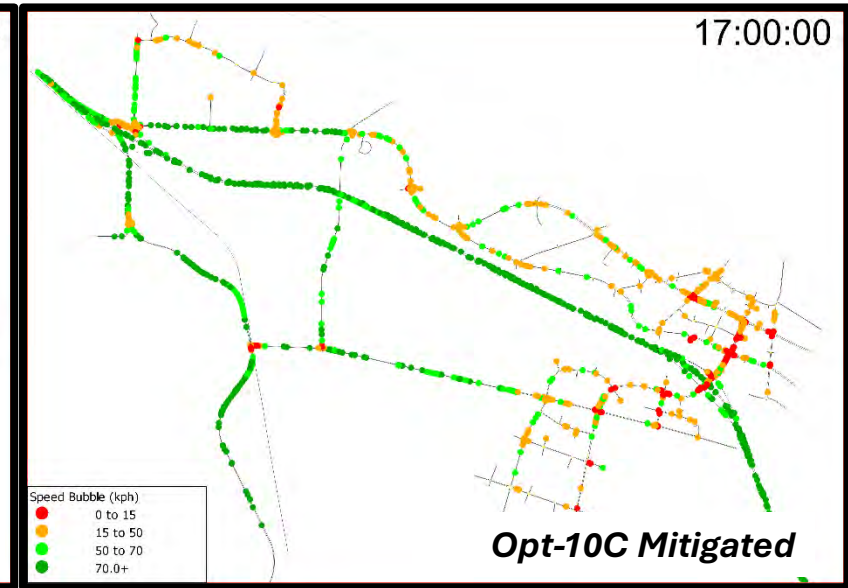 17:00:00
Speed Bubble (kph)
0 to 15
15 to 50
50 to 70
70.0+
Opt-10C Mitigated